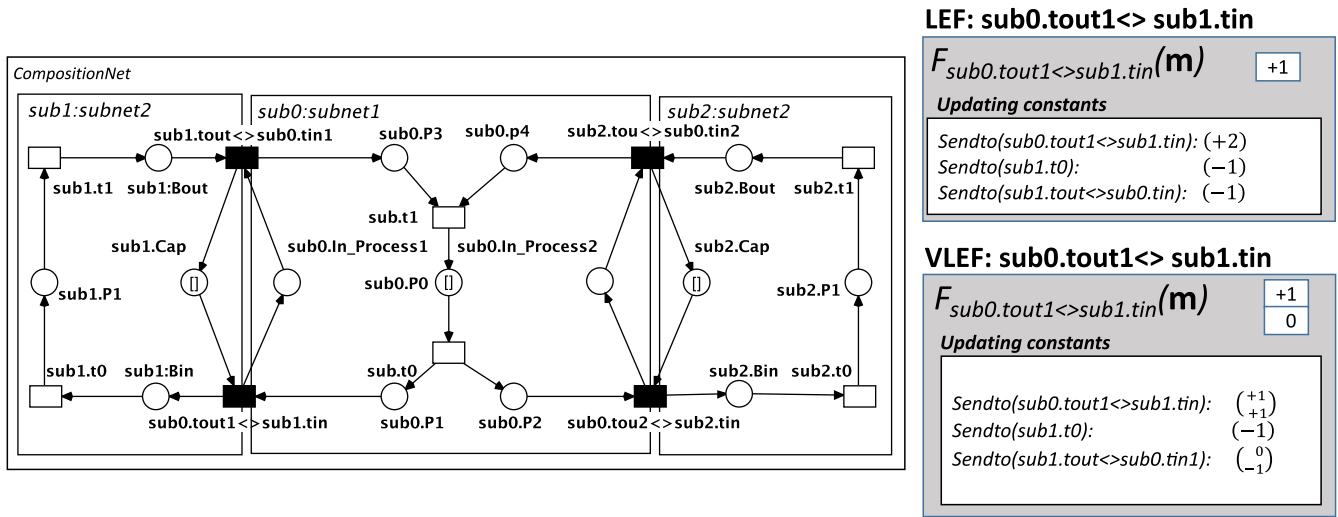 CompositionNet
sub1:subnet2
sub0:subnet1
sub2:subnet2
sub1.tout<>sub0.tin1
sub0.P3
sub0.p4
sub2.tou<>sub0.tin2
sub1.t1
sub1:Bout
sub.t1
sub2.Bout
sub2.t1
sub1.Cap
sub0.In_Process1
sub0.In_Process2
sub2.Cap
[]
[]
[]
sub1.P1
sub0.P0
sub2.P1
sub1.t0
sub1:Bin
sub.t0
sub2.Bin
sub2.t0
sub0.tout1<>sub1.tin
sub0.P1
sub0.P2
sub0.tou2<>sub2.tin
LEF: sub0.tout1<> sub1.tin
Fsub0.tout1<>sub1.tin(m)
+1
Updating constants
Sendto(sub0.tout1<>sub1.tin): (+2)
Sendto(sub1.t0): (−1)
Sendto(sub1.tout<>sub0.tin): (−1)
VLEF: sub0.tout1<> sub1.tin
Fsub0.tout1<>sub1.tin(m)
+1
0
Updating constants
Sendto(sub0.tout1<>sub1.tin): (+1 +1)
Sendto(sub1.t0): (−1)
Sendto(sub1.tout<>sub0.tin1): (0 −1)